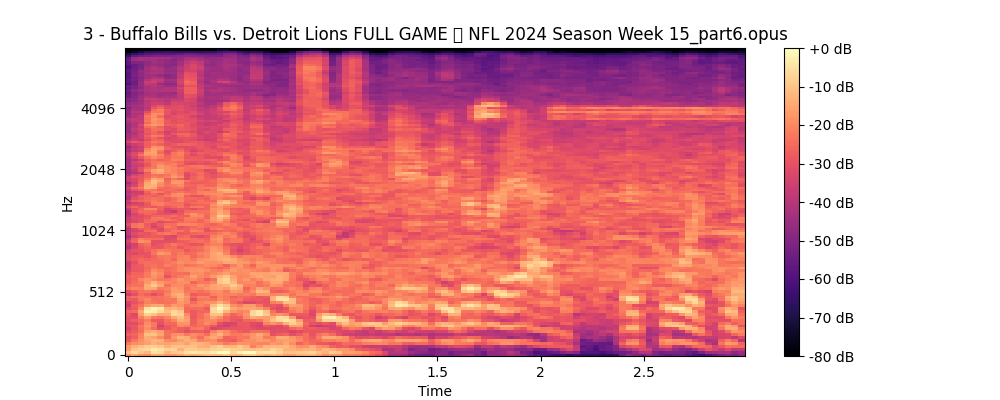 3 - Buffalo Bills vs. Detroit Lions FULL GAME ▯ NFL 2024 Season Week 15_part6.opus
Hz
4096
2048
1024
512
0
0 0.5 1 1.5 2 2.5
Time
+0 dB
-10 dB
-20 dB
-30 dB
-40 dB
-50 dB
-60 dB
-70 dB
-80 dB